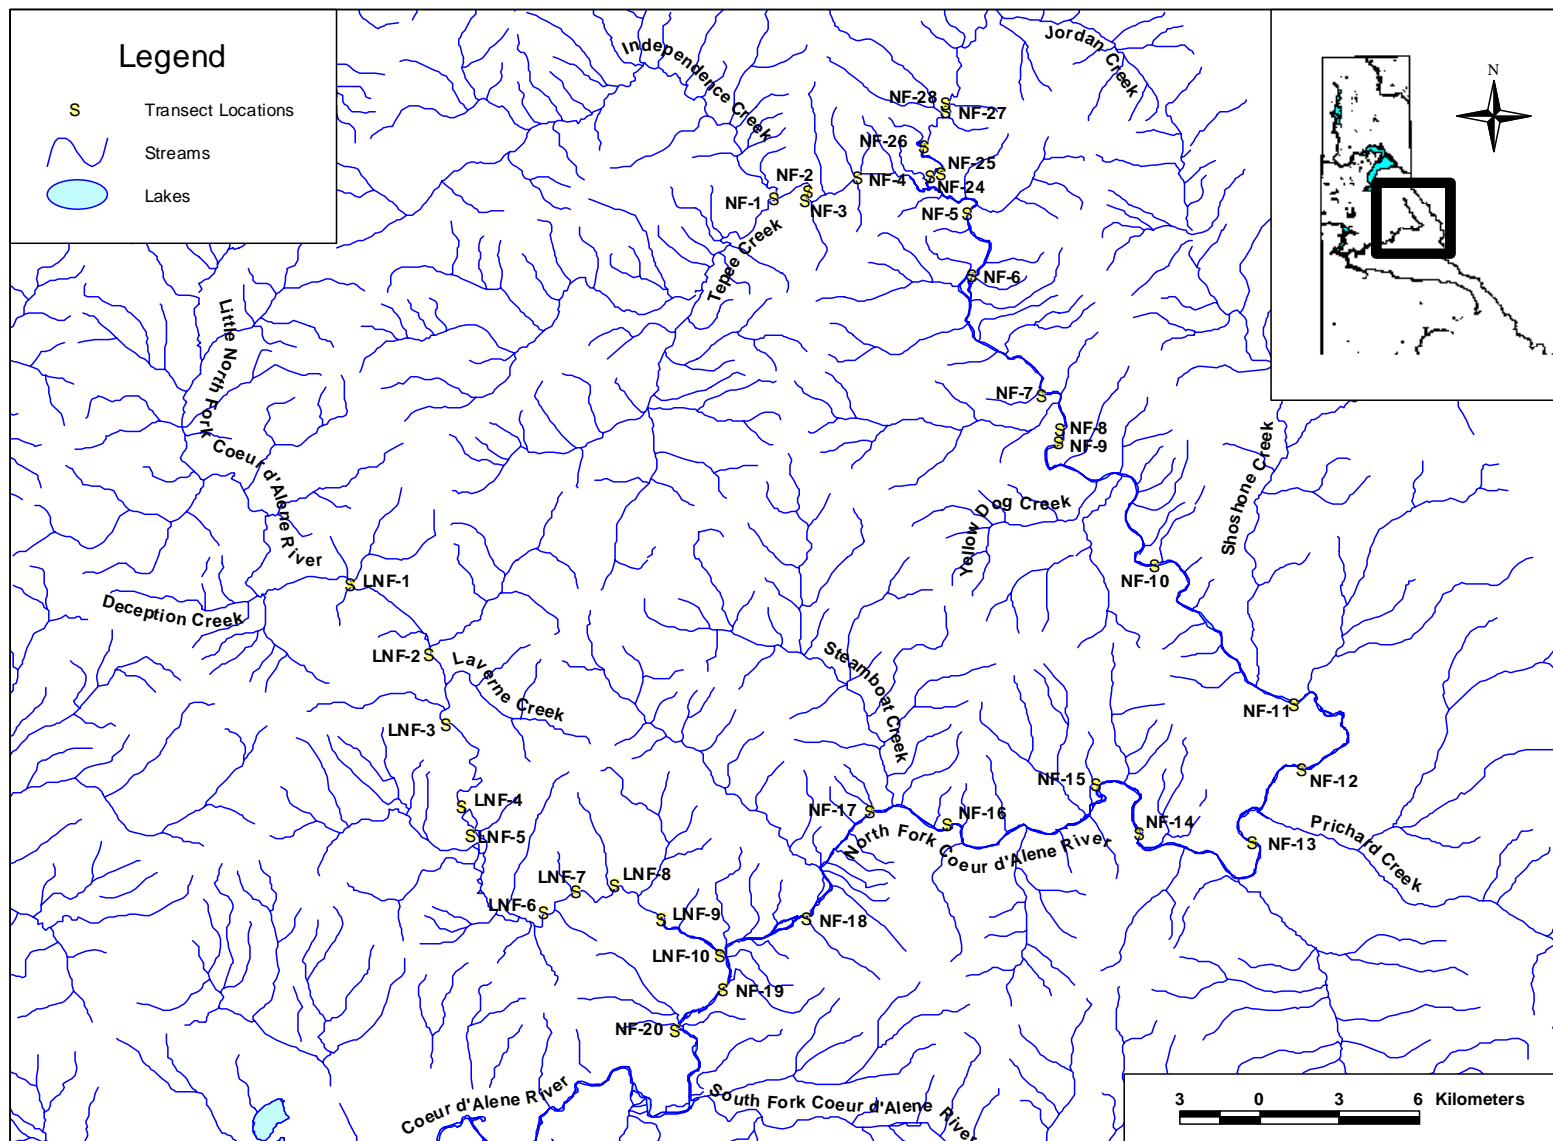 Legend
S Transect Locations
Streams
Lakes
N
Independence Creek
Jordan Creek
NF-28 S
S NF-27
NF-26 S
S NF-25
S NF-24
NF-2 S
S NF-4
NF-1 S
S NF-3
NF-5 S
S NF-6
Tepee Creek
Little North Fork Coeur d'Alene River
NF-7 S
S NF-8
S NF-9
Shoshone Creek
Yellow Dog Creek
NF-10 S
S LNF-1
Deception Creek
LNF-2 S
Laverne Creek
Steamboat Creek
LNF-3 S
NF-11 S
NF-12 S
NF-15 S
LNF-4 S
NF-17 S
NF-16 S
NF-14 S
LNF-5 S
S NF-13
Prichard Creek
North Fork Coeur d'Alene River
LNF-7 S
S LNF-8
LNF-6 S
S LNF-9
S NF-18
LNF-10 S
S NF-19
NF-20 S
Coeur d'Alene River
South Fork Coeur d'Alene River
3 0 3 6 Kilometers